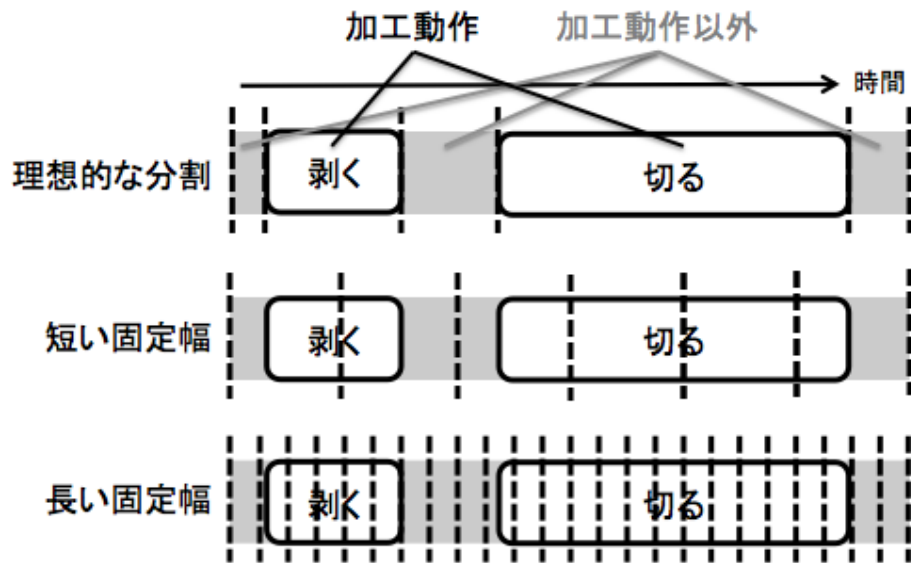 加工動作 加工動作以外
時間
理想的な分割 剥く 切る
短い固定幅 剥く 切る
長い固定幅 剥く 切る